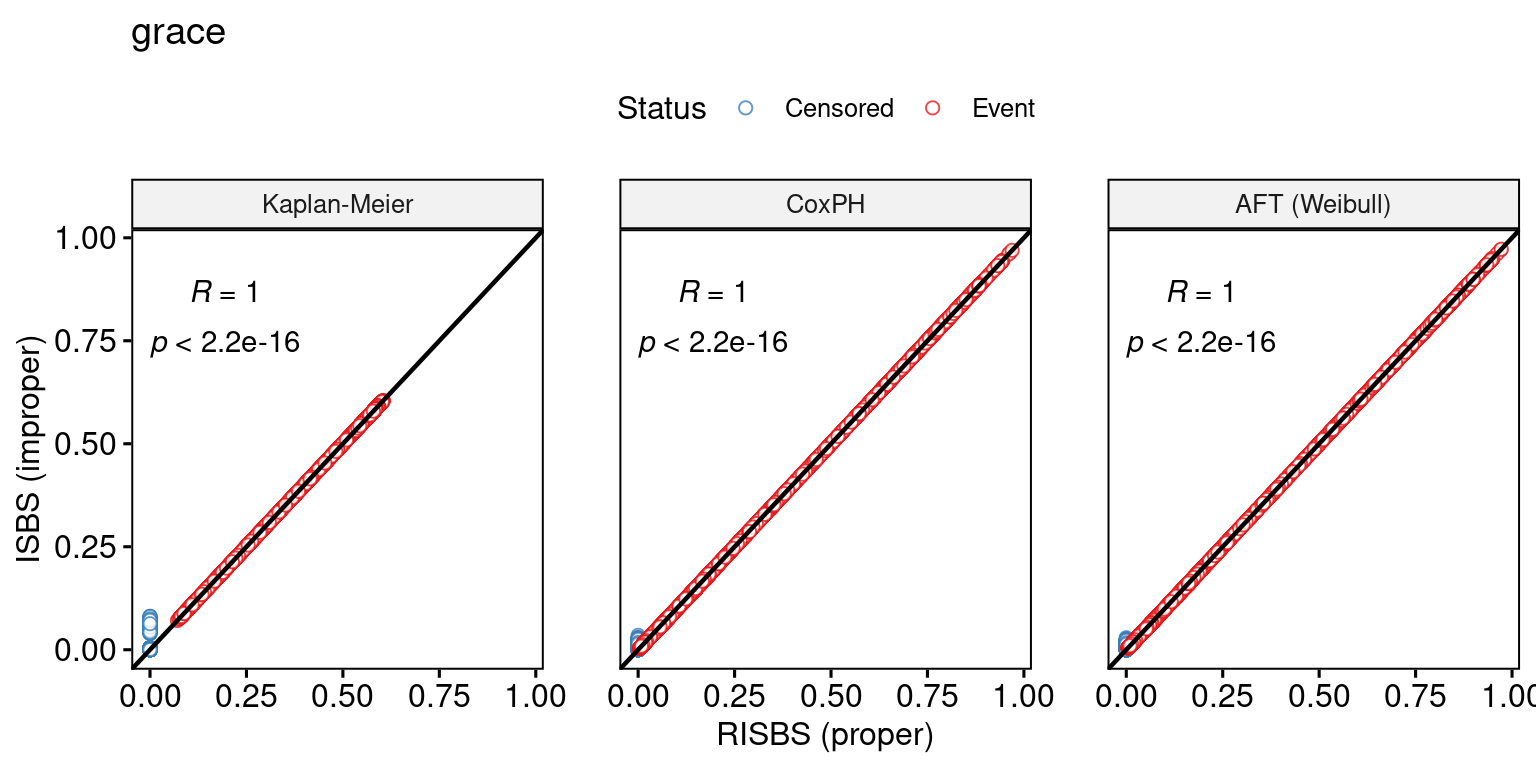 grace
Status Censored Event
Kaplan-Meier CoxPH AFT (Weibull)
1.00
R = 1 R = 1 R = 1
0.75
p < 2.2e-16 p < 2.2e-16 p < 2.2e-16
0.50
0.25
0.00
ISBS (improper)
0.00 0.25 0.50 0.75 1.00 0.00 0.25 0.50 0.75 1.00 0.00 0.25 0.50 0.75 1.00
RISBS (proper)